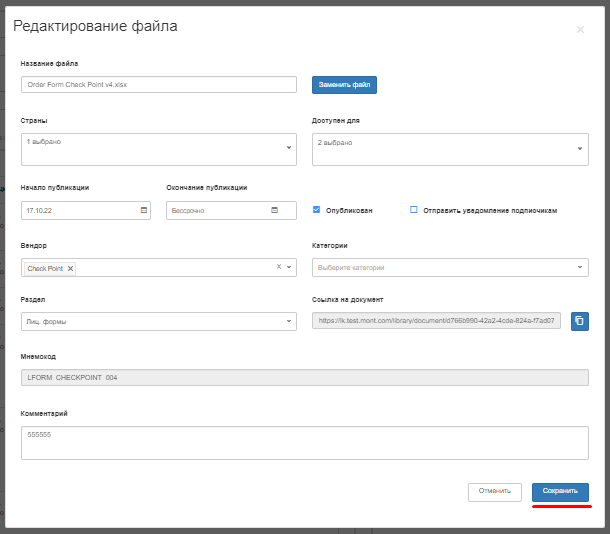 Редактирование файла
Название файла
Order Form Check Point v4.xlsx
Заменить файл
Страны
Доступен для
1 выбрано
2 выбрано
Начало публикации
Окончание публикации
17.10.22
Бессрочно
Опубликован
Отправить уведомление подписчикам
Вендор
Категории
Check Point
Выберите категории
Раздел
Ссылка на документ
Лиц. формы
https://lk.test.mont.com/library/document/d766b990-42a2-4cde-824a-f7ad07
Мнемокод
LFORM_CHECKPOINT_004
Комментарий
555555
Отменить
Сохранить